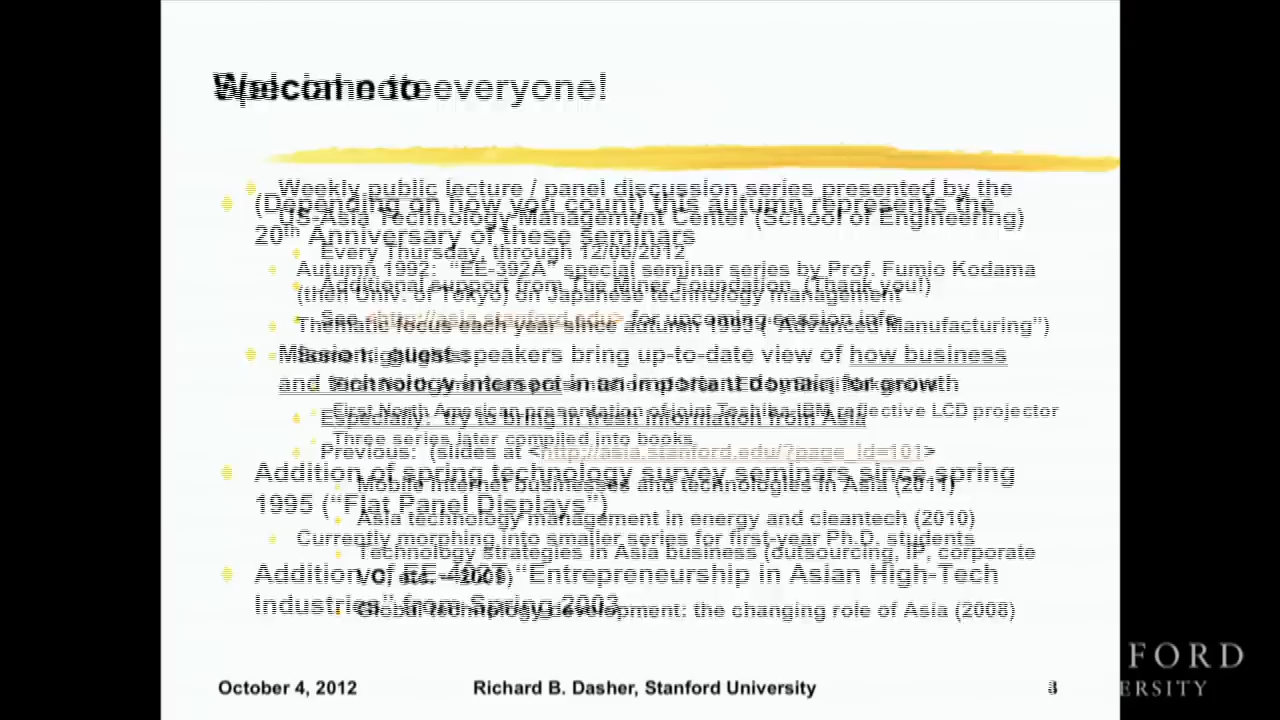 Welcome to everyone!
Weekly public lecture / panel discussion series presented by the
(Depending on how you count) this autumn represents the
US-Asia Technology Management Center (School of Engineering)
20th Anniversary of these seminars
Every Thursday, through 12/06/2012
Autumn 1992: “EE-392A” special seminar series by Prof. Fumio Kodama
Additional support from The Miner Foundation (Thank you!)
(then Univ. of Tokyo) on Japanese technology management
See <http://asia.stanford.edu> for upcoming session info
Thematic focus each year since autumn 1993 (“Advanced Manufacturing”)
Mission: guest speakers bring up-to-date view of how business
and technology intersect in an important domain for growth
First North American presentation of joint Toshiba-IBM reflective LCD projector
Especially: try to bring in fresh information from Asia
Three series later compiled into books
Previous: (slides at <http://asia.stanford.edu/?page_id=101>
Addition of spring technology survey seminars since spring
Mobile Internet businesses and technologies in Asia (2011)
1995 (“Flat Panel Displays”)
Asia technology management in energy and cleantech (2010)
Currently morphing into smaller series for first-year Ph.D. students
Technology strategies in Asia business (outsourcing, IP, corporate
Addition of EE-402T “Entrepreneurship in Asian High-Tech
Industries” from Spring 2003
Global technology development: the changing role of Asia (2008)
October 4, 2012
Richard B. Dasher, Stanford University
FORD
ERSITY